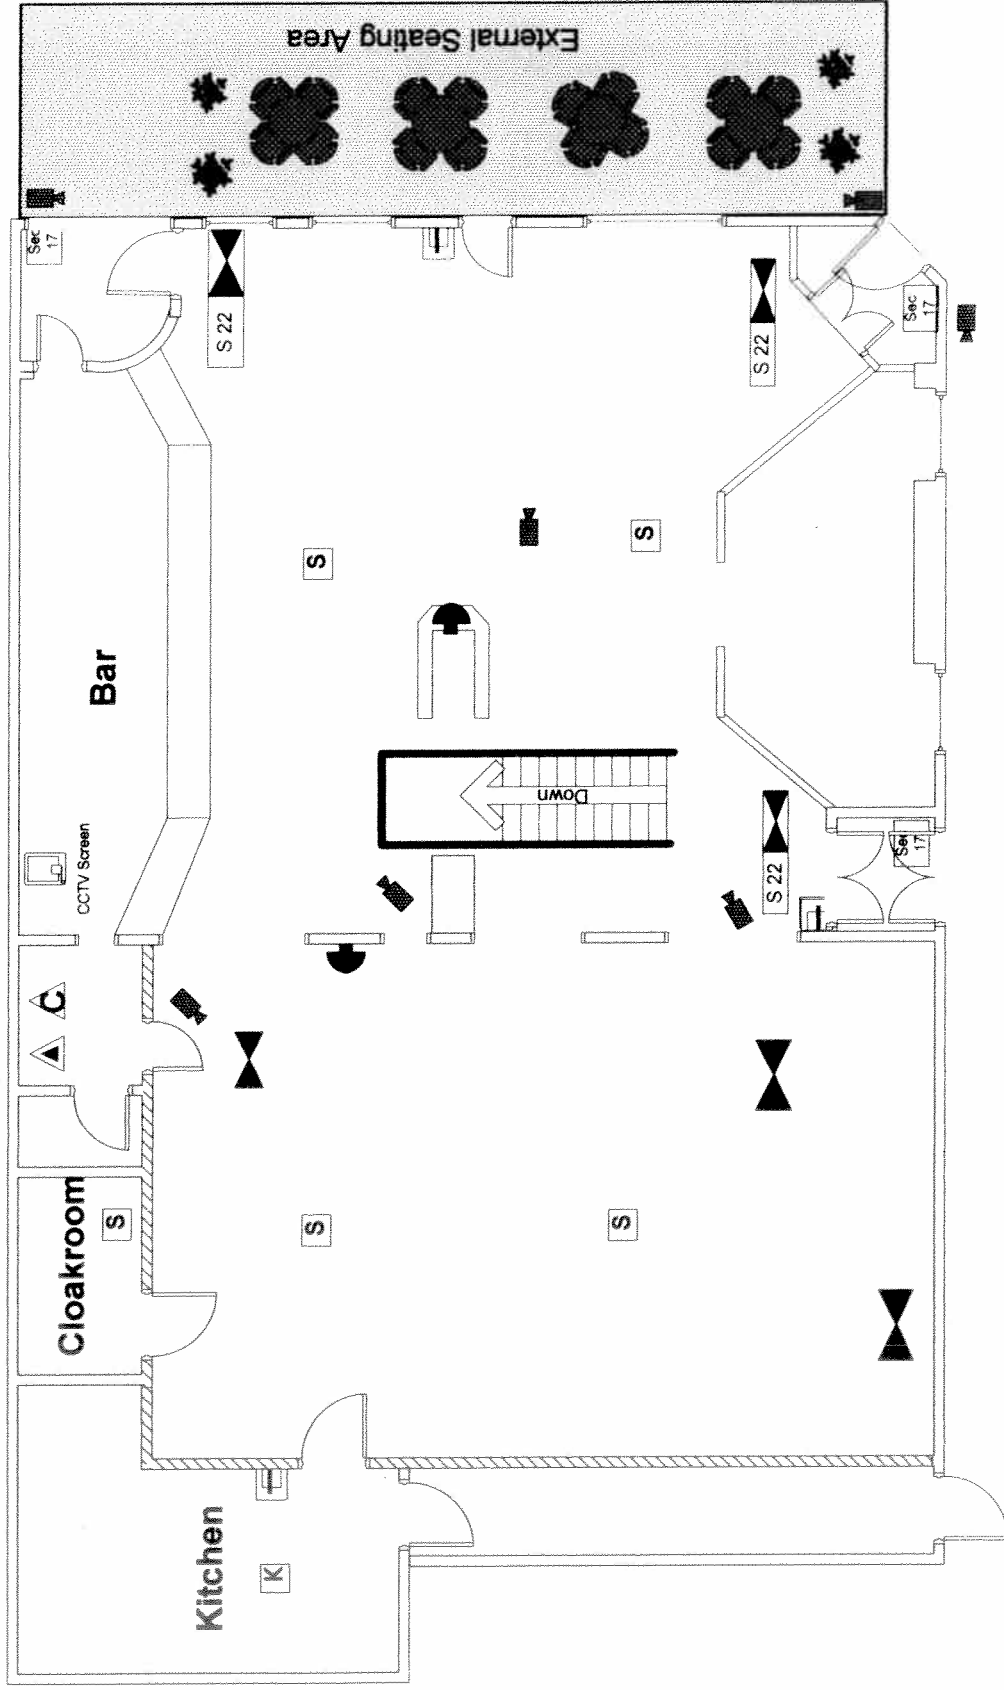 External Seating Area
Sec
17
S 22
S 22
Sec
17
S
S
Bar
Down
CCTV Screen
S 22
Sec
17
C
Cloakroom
S
S
S
Kitchen
K